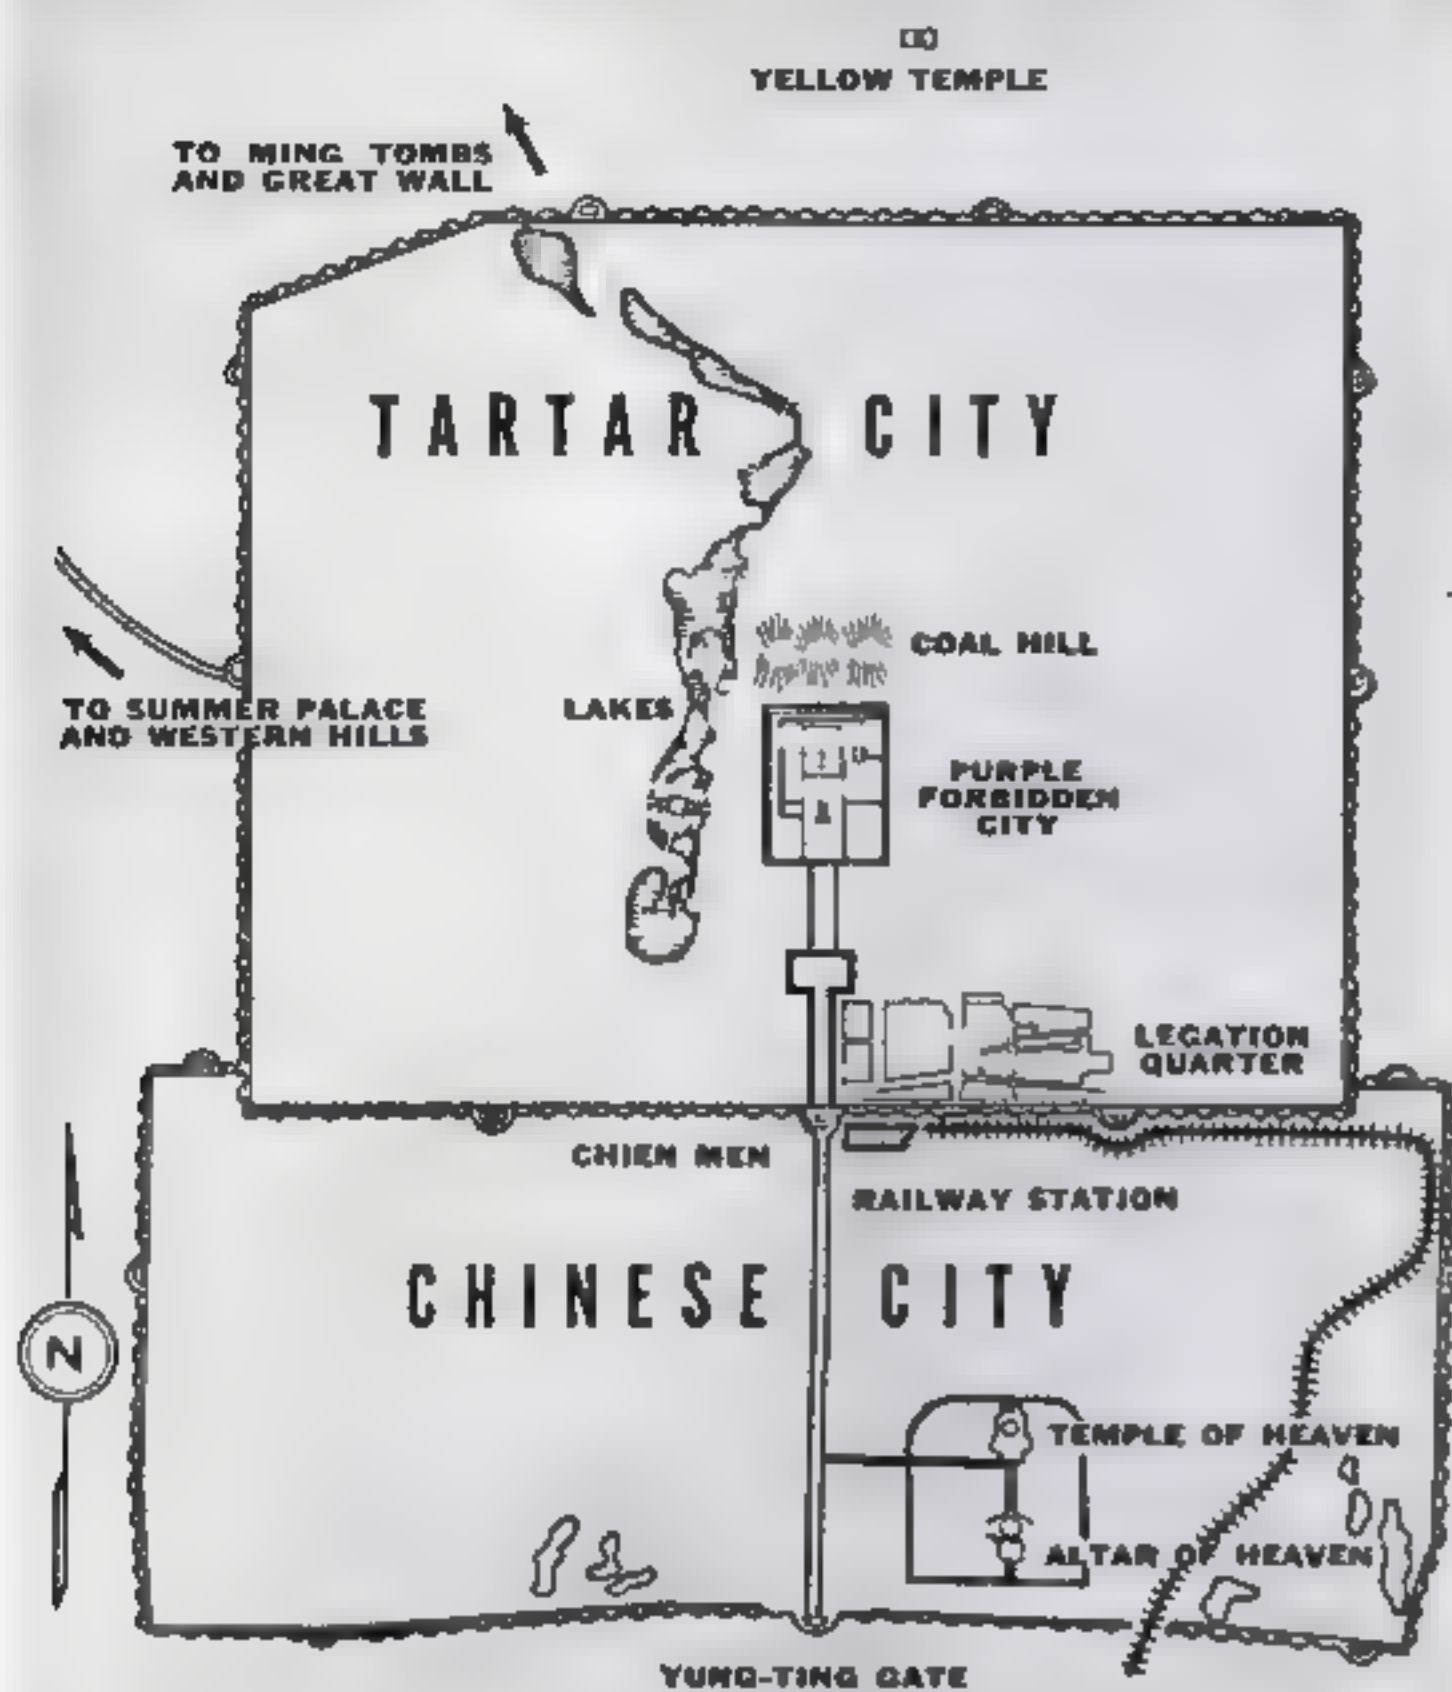 YELLOW TEMPLE
TO MING TOMBS
AND GREAT WALL
TARTAR CITY
COAL HILL
LAKES
TO SUMMER PALACE
AND WESTERN HILLS
PURPLE
FORBIDDEN
CITY
LEGATION
QUARTER
CHIEN MEN
RAILWAY STATION
CHINESE CITY
N
TEMPLE OF HEAVEN
ALTAR OF HEAVEN
YUNG-TING GATE